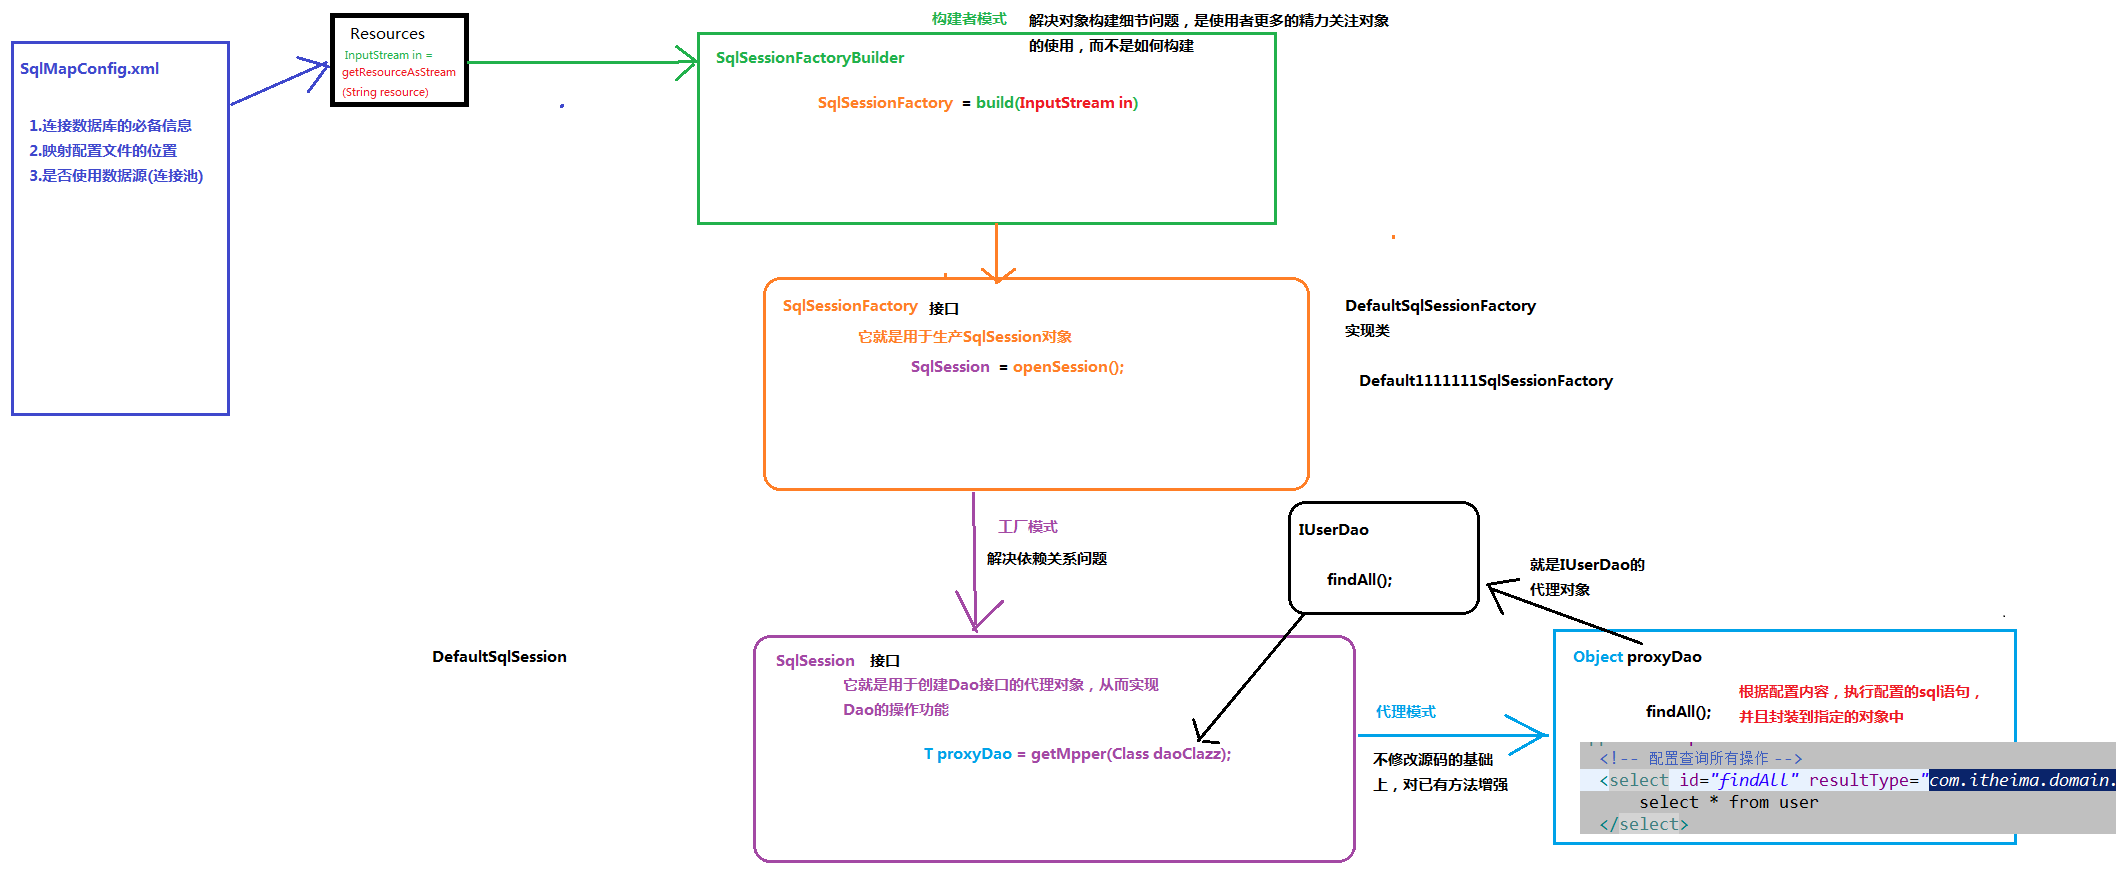 SqlMapConfig.xml
1.连接数据库的必备信息
2.映射配置文件的位置
3.是否使用数据源(连接池)
Resources
InputStream in =
getResourceAsStream
(String resource)
构建者模式
解决对象构建细节问题，是使用者更多的精力关注对象
的使用，而不是如何构建
SqlSessionFactoryBuilder
SqlSessionFactory = build(InputStream in)
SqlSessionFactory 接口
它就是用于生产SqlSession对象
SqlSession = openSession();
DefaultSqlSessionFactory
实现类
Default1111111SqlSessionFactory
工厂模式
解决依赖关系问题
IUserDao
findAll();
就是IUserDao的
代理对象
DefaultSqlSession
SqlSession 接口
它就是用于创建Dao接口的代理对象，从而实现
Dao的操作功能
T proxyDao = getMpper(Class daoClazz);
代理模式
不修改源码的基础
上，对已有方法增强
Object proxyDao
findAll();
根据配置内容，执行配置的sql语句，
并且封装到指定的对象中
<!-- 配置查询所有操作 -->
<select id="findAll" resultType="com.itheima.domain.
select * from user
</select>